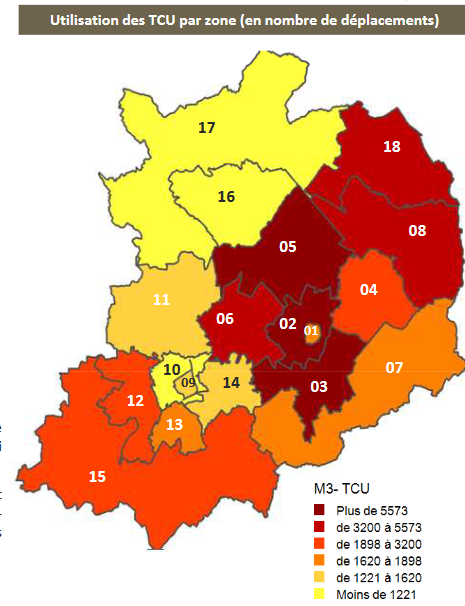 Utilisation des TCU par zone (en nombre de déplacements)
17
18
16
08
05
04
11
06
02
01
10
09
07
14
03
12
13
15
M3- TCU
Plus de 5573
de 3200 à 5573
de 1898 à 3200
de 1620 à 1898
de 1221 à 1620
Moins de 1221